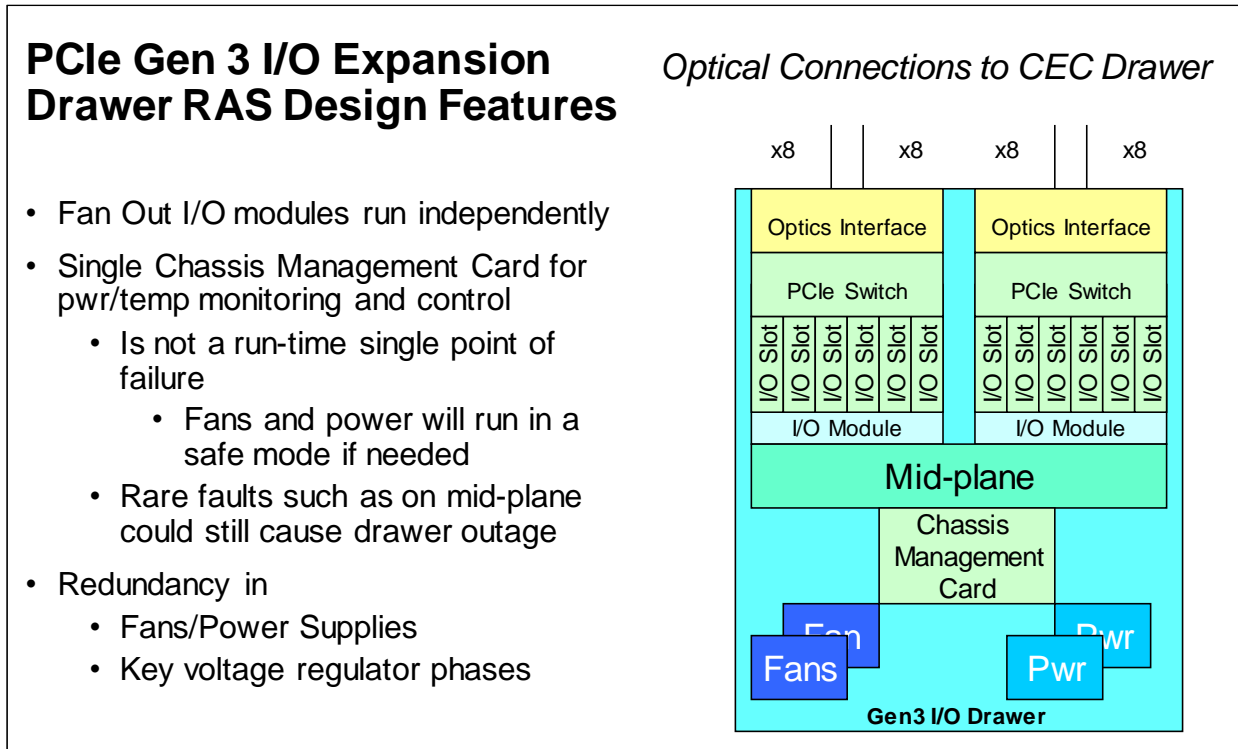 PCIe Gen 3 I/O Expansion
Drawer RAS Design Features
• Fan Out I/O modules run independently
• Single Chassis Management Card for
pwr/temp monitoring and control
• Is not a run-time single point of
failure
• Fans and power will run in a
safe mode if needed
• Rare faults such as on mid-plane
could still cause drawer outage
• Redundancy in
• Fans/Power Supplies
• Key voltage regulator phases
Optical Connections to CEC Drawer
x8 x8 x8 x8
Optics Interface Optics Interface
PCIe Switch PCIe Switch
I/O Slot I/O Slot I/O Slot I/O Slot I/O Slot I/O Slot I/O Slot I/O Slot I/O Slot I/O Slot I/O Slot I/O Slot
I/O Module I/O Module
Mid-plane
Chassis
Management
Card
Fan Pwr
Fans Pwr
Gen3 I/O Drawer